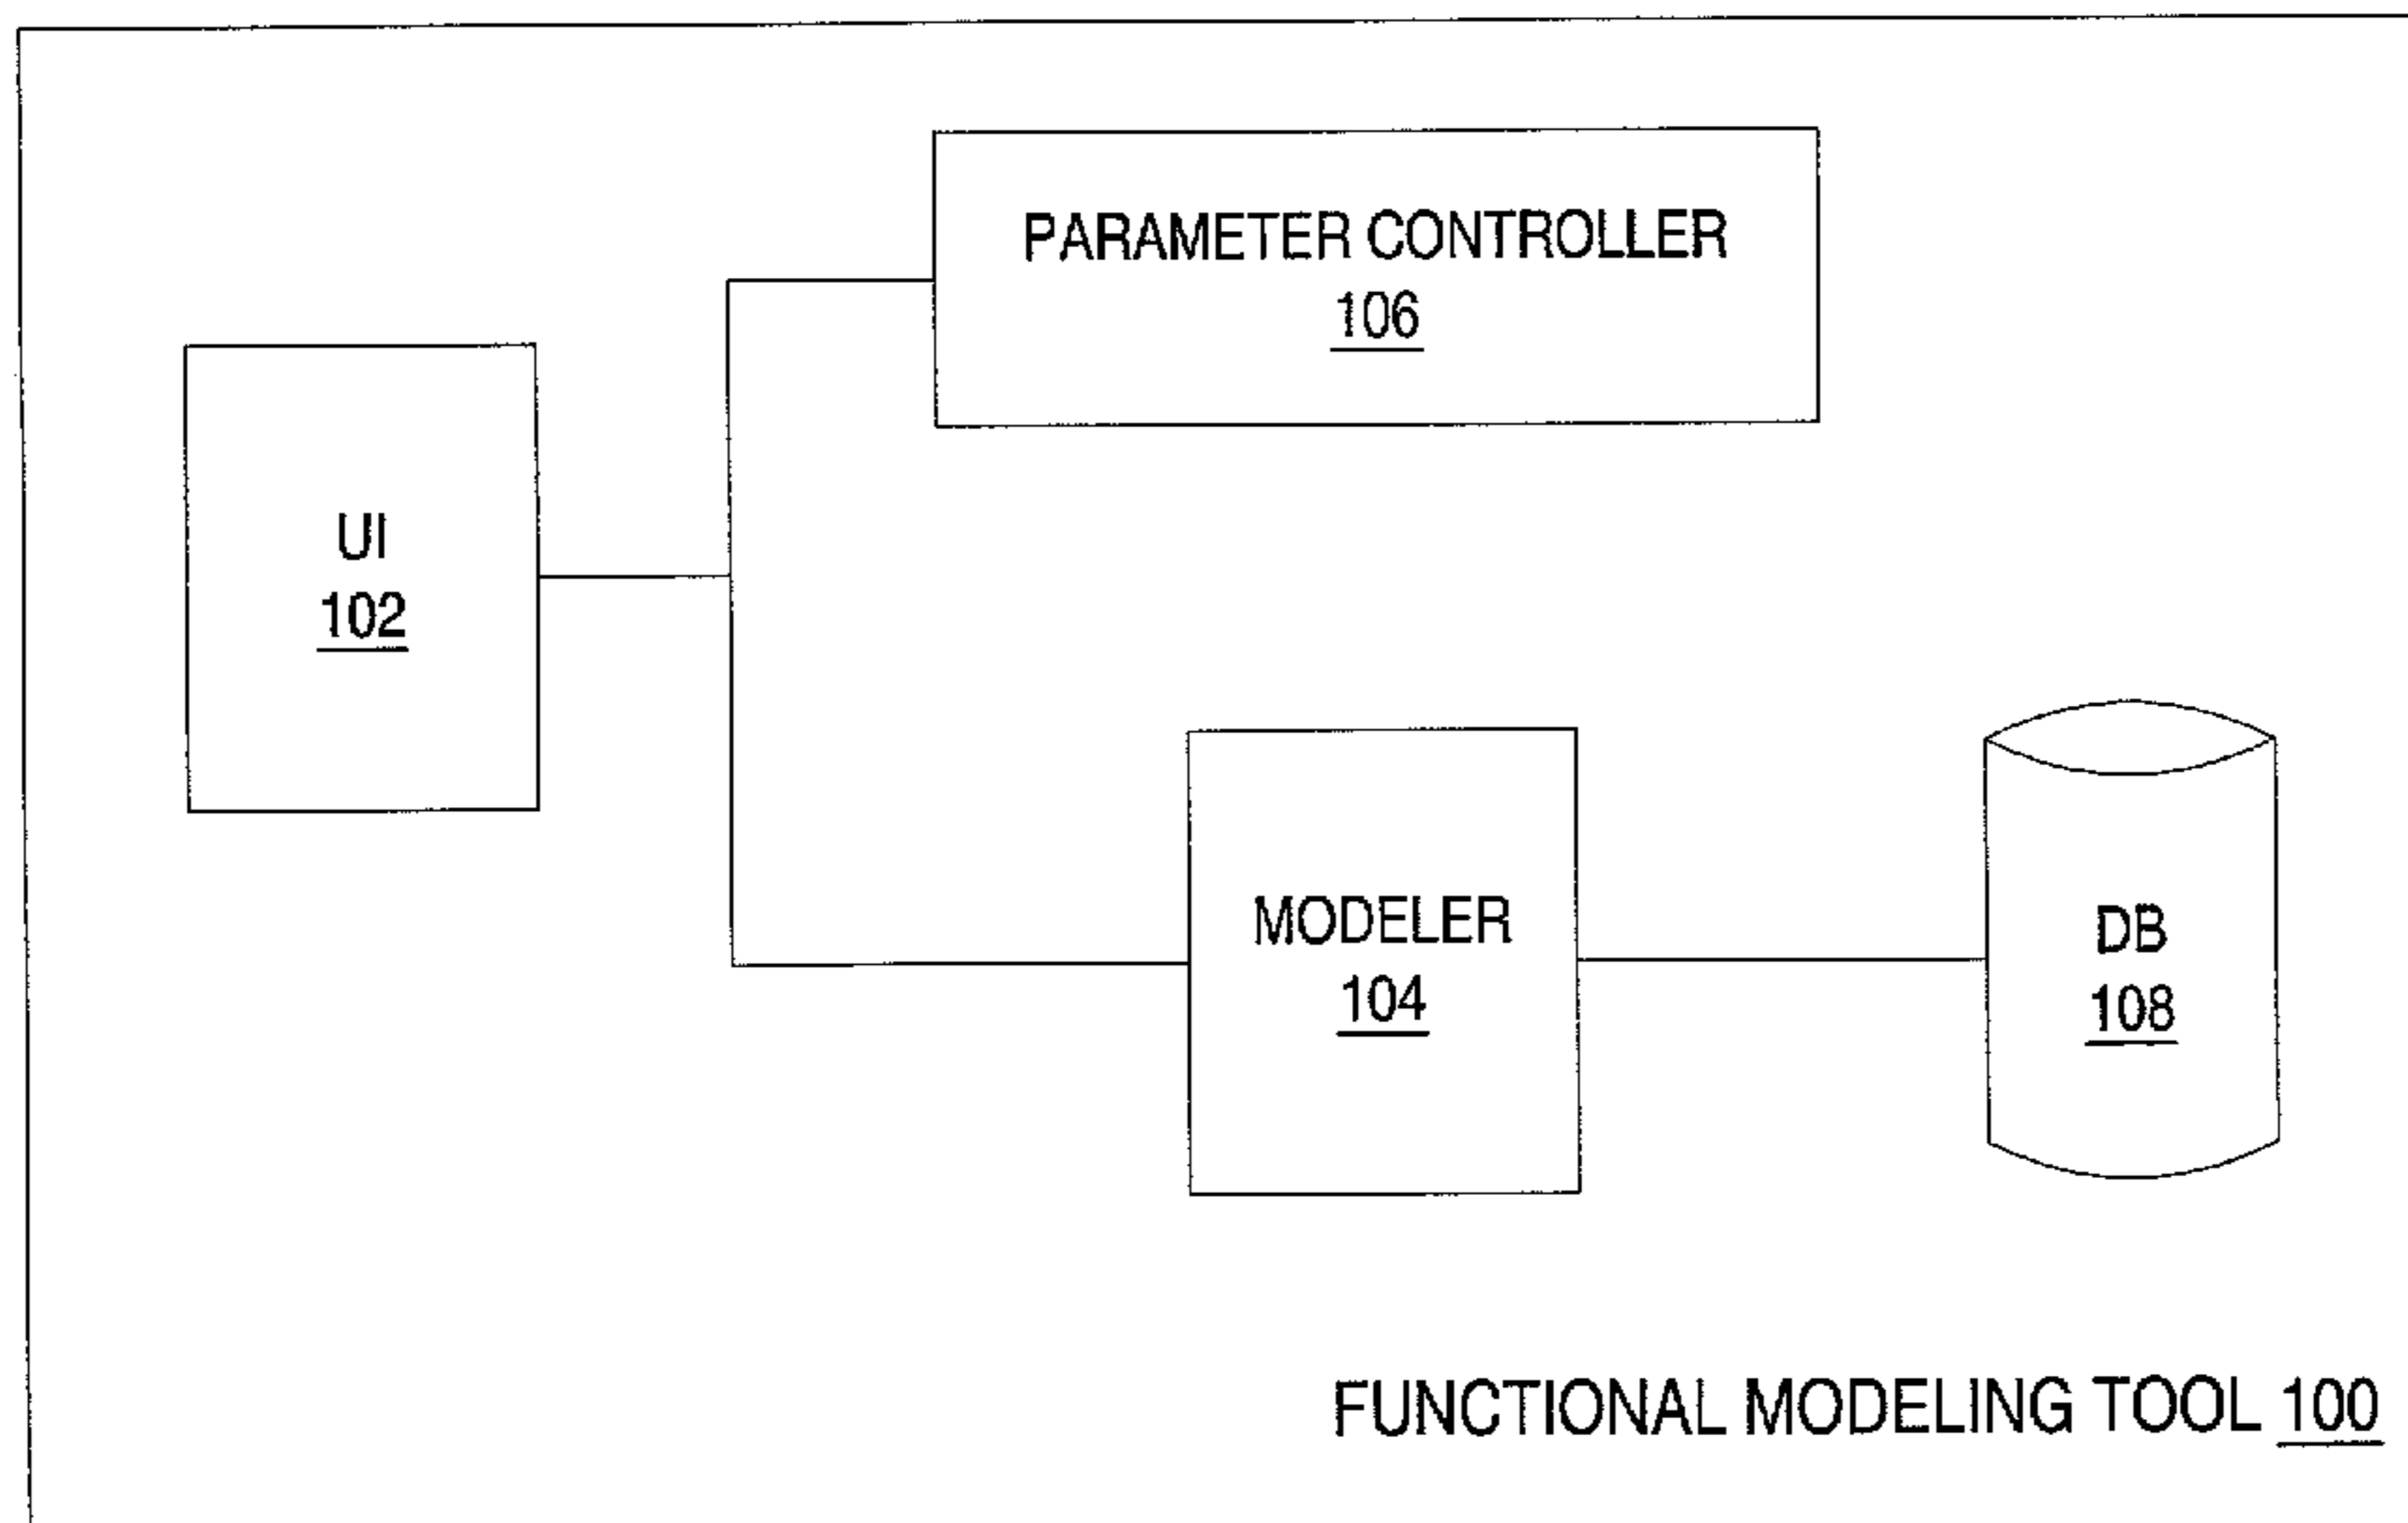 PARAMETER CONTROLLER
106
UI
102
MODELER
104
DB
108
FUNCTIONAL MODELING TOOL 100